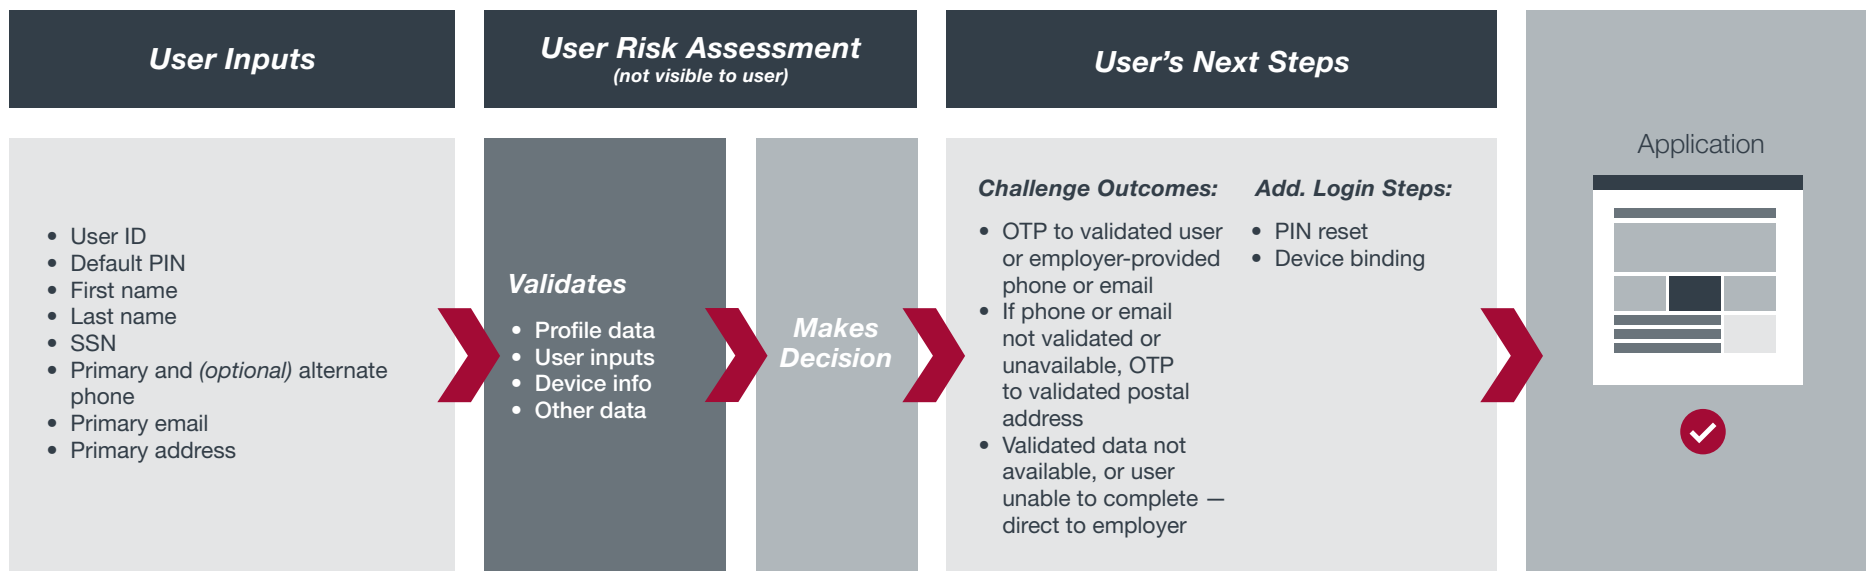 User Inputs
User Risk Assessment
(not visible to user)
User's Next Steps
• User ID
• Default PIN
• First name
• Last name
• SSN
• Primary and (optional) alternate
phone
• Primary email
• Primary address
Validates
• Profile data
• User inputs
• Device info
• Other data
Makes
Decision
Challenge Outcomes:
• OTP to validated user
or employer-provided
phone or email
• If phone or email
not validated or
unavailable, OTP
to validated postal
address
• Validated data not
available, or user
unable to complete —
direct to employer
Add. Login Steps:
• PIN reset
• Device binding
Application